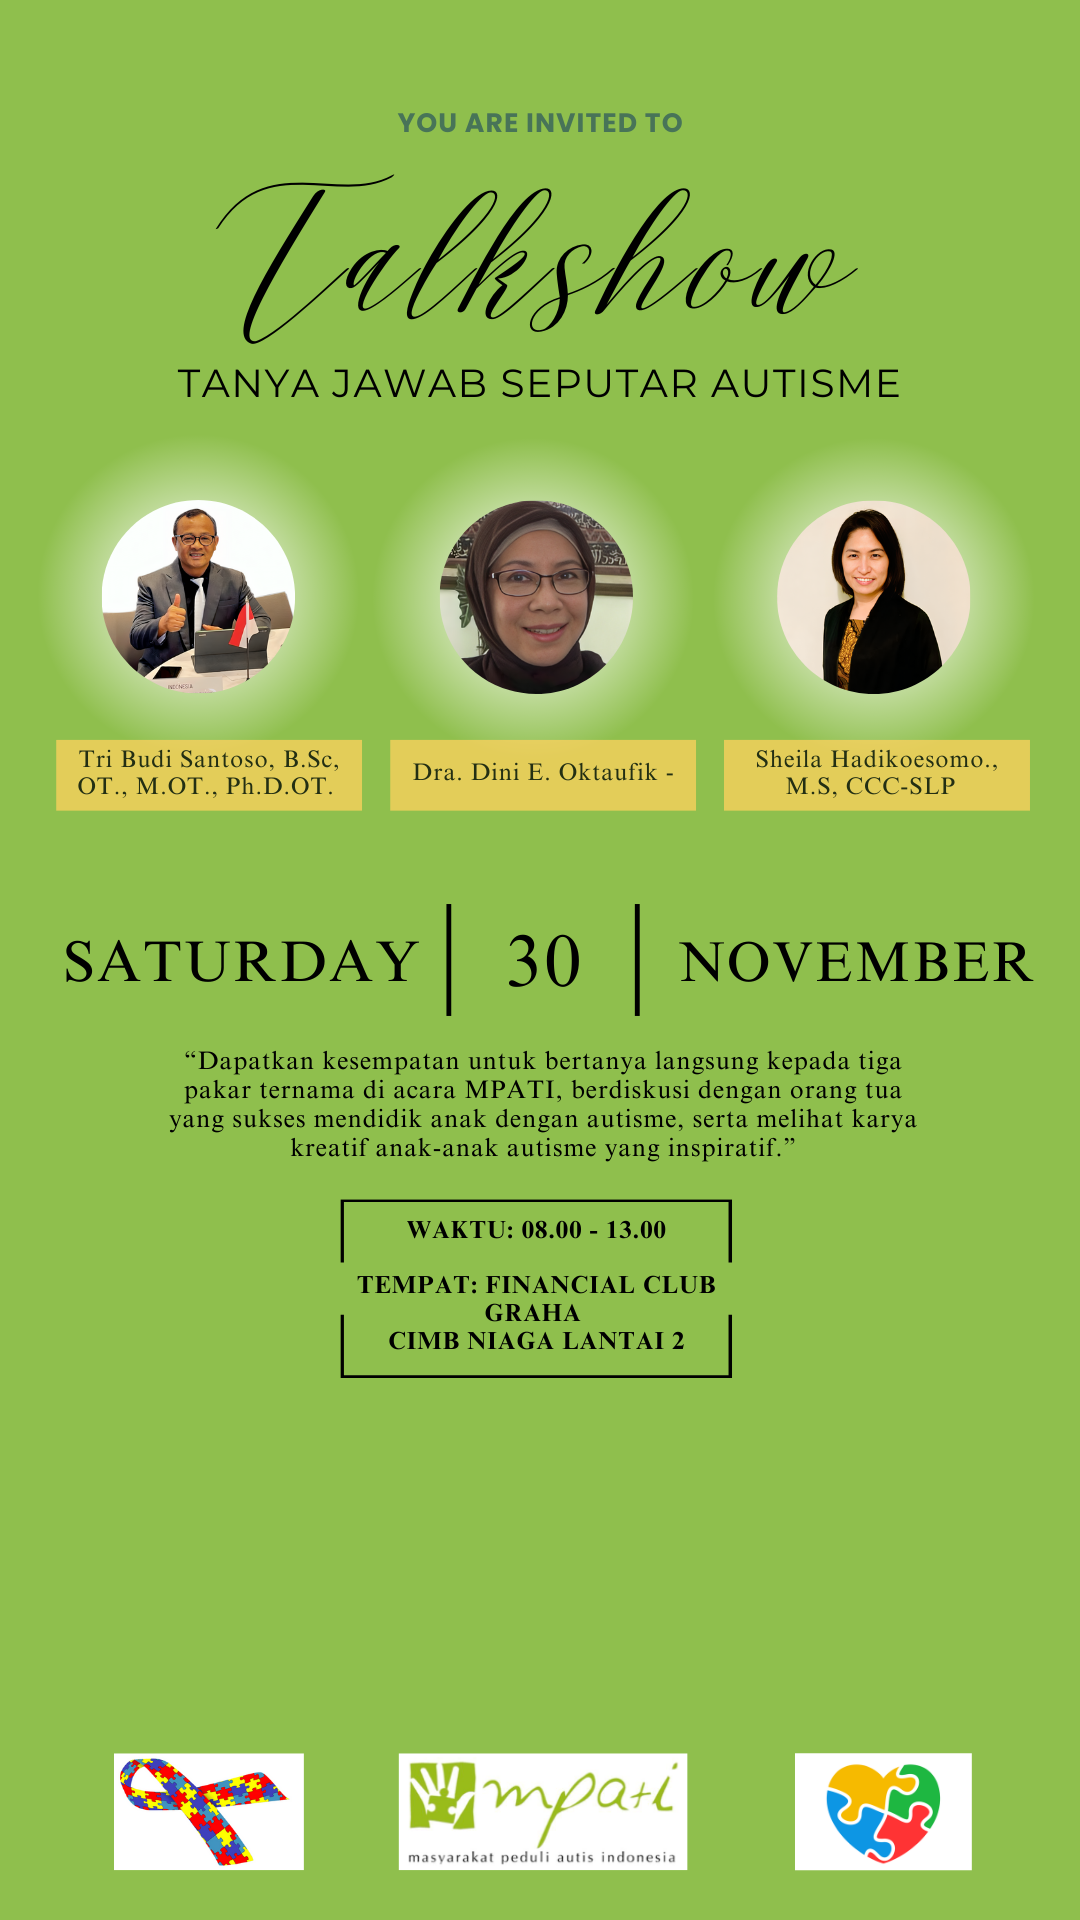 YOU ARE INVITED TO
Talkshow
TANYA JAWAB SEPUTAR AUTISME
INDONESIA
Tri Budi Santoso, B.Sc,
OT., M.OT., Ph.D.OT.
Dra. Dini E. Oktaufik -
Sheila Hadikoesomo.,
M.S, CCC-SLP
SATURDAY
30
NOVEMBER
“Dapatkan kesempatan untuk bertanya langsung kepada tiga
pakar ternama di acara MPATI, berdiskusi dengan orang tua
yang sukses mendidik anak dengan autisme, serta melihat karya
kreatif anak-anak autisme yang inspiratif.”
WAKTU: 08.00 - 13.00
TEMPAT: FINANCIAL CLUB
GRAHA
CIMB NIAGA LANTAI 2
mpati
masyarakat peduli autis indonesia